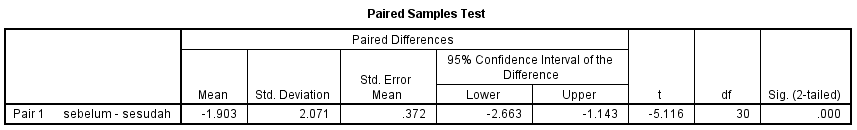 Paired Samples Test
Paired Differences
95% Confidence Interval of the Difference
Mean Std. Deviation Std. Error Mean Lower Upper t df Sig. (2-tailed)
Pair 1 sebelum - sesudah -1.903 2.071 .372 -2.663 -1.143 -5.116 30 .000